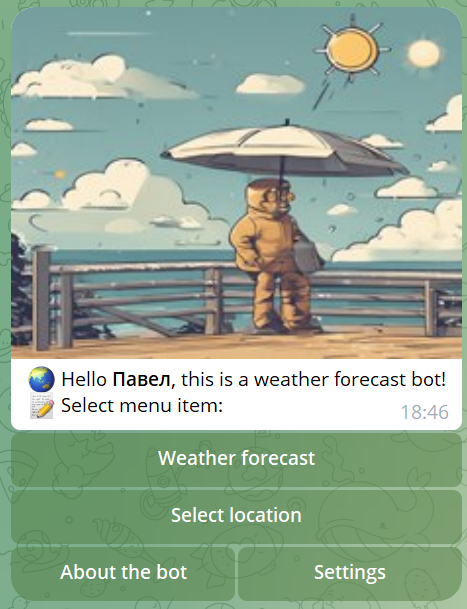 🌏 Hello Павел, this is a weather forecast bot!
📝 Select menu item:
18:46
Weather forecast
Select location
About the bot
Settings